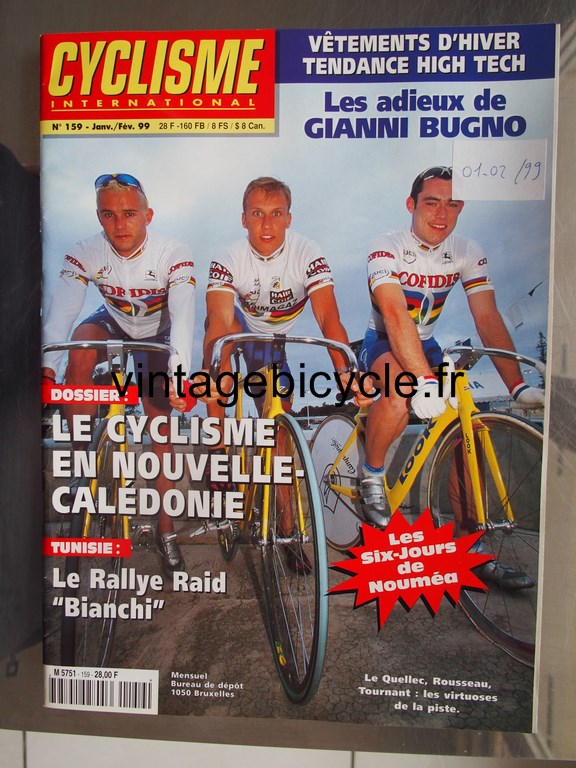 CYCLISME
INTERNATIONAL
N° 159 - Janv./Fév. 99 28 F -160 FB / 8 FS / $ 8 Can.
VÊTEMENTS D'HIVER
TENDANCE HIGH TECH
Les adieux de
GIANNI BUGNO
01-02/99
COFIDIS
COFIDIS
COFIDIS
vintagebicycle.fr
DOSSIER :
LE CYCLISME
EN NOUVELLE-
CALÉDONIE
LOOK
TUNISIE :
Le Rallye Raid
"Bianchi"
Les
Six-Jours
de
Nouméa
M 5751 - 159 - 28,00 F
Mensuel
Bureau de dépôt
1050 Bruxelles
Le Quellec, Rousseau,
Tournant : les virtuoses
de la piste.